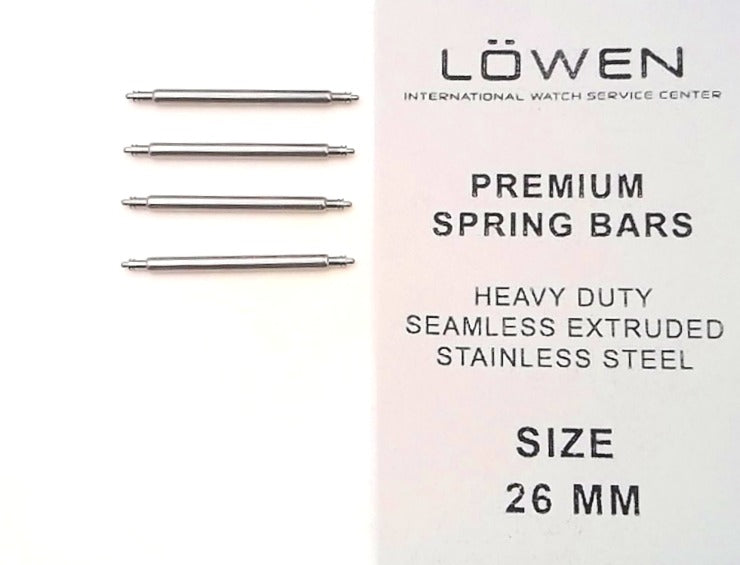 LÖWEN
INTERNATIONAL WATCH SERVICE CENTER
PREMIUM
SPRING BARS
HEAVY DUTY
SEAMLESS EXTRUDED
STAINLESS STEEL
SIZE
26 MM